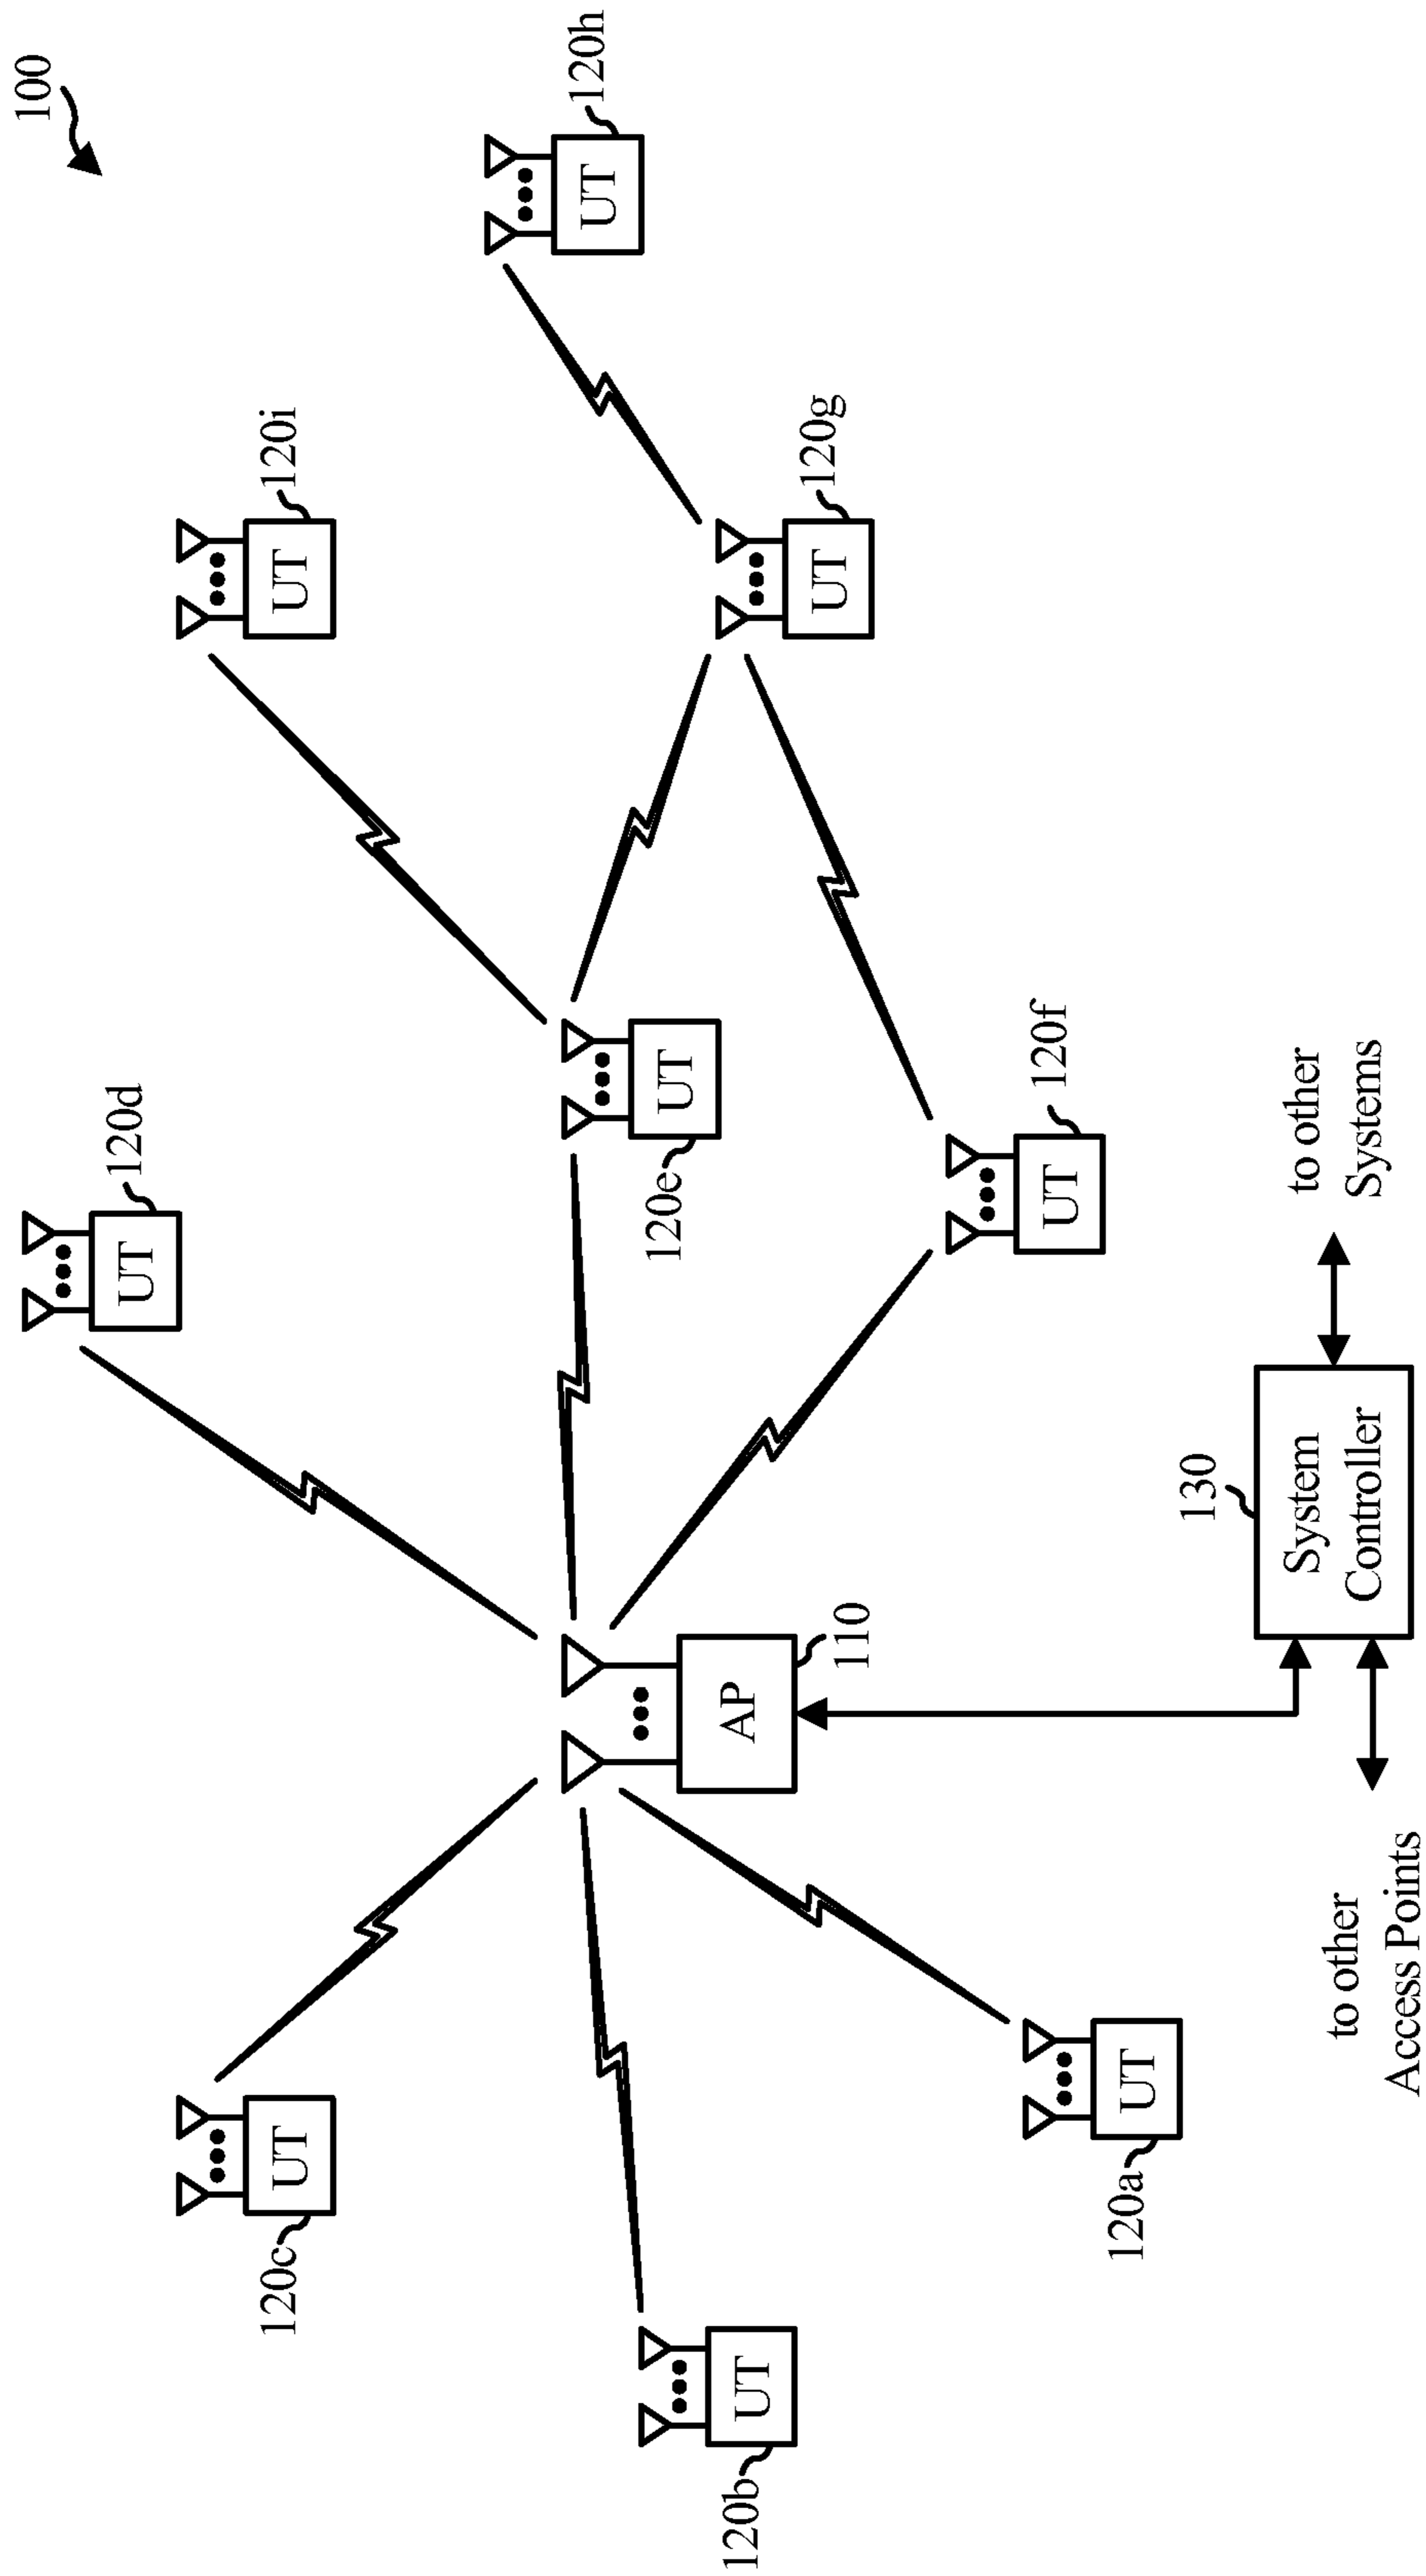 100
UT
120d
UT
120i
UT
120c
UT
120h
UT
120e
AP
110
UT
120b
UT
120g
UT
120f
UT
120a
130
System
Controller
to other
Systems
to other
Access Points